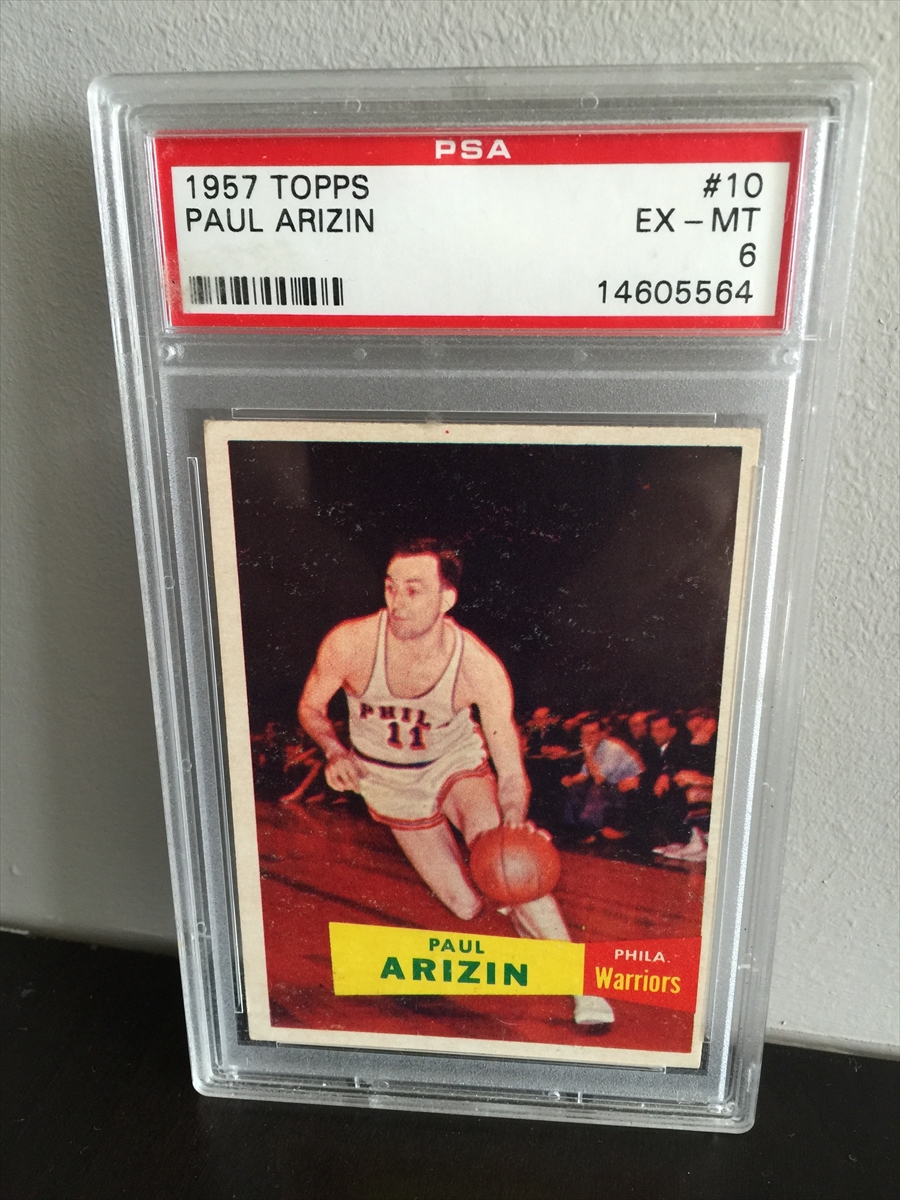 PSA
1957 TOPPS #10
PAUL ARIZIN EX-MT
6
14605564
PHIL
11
PAUL
ARIZIN
PHILA.
Warriors